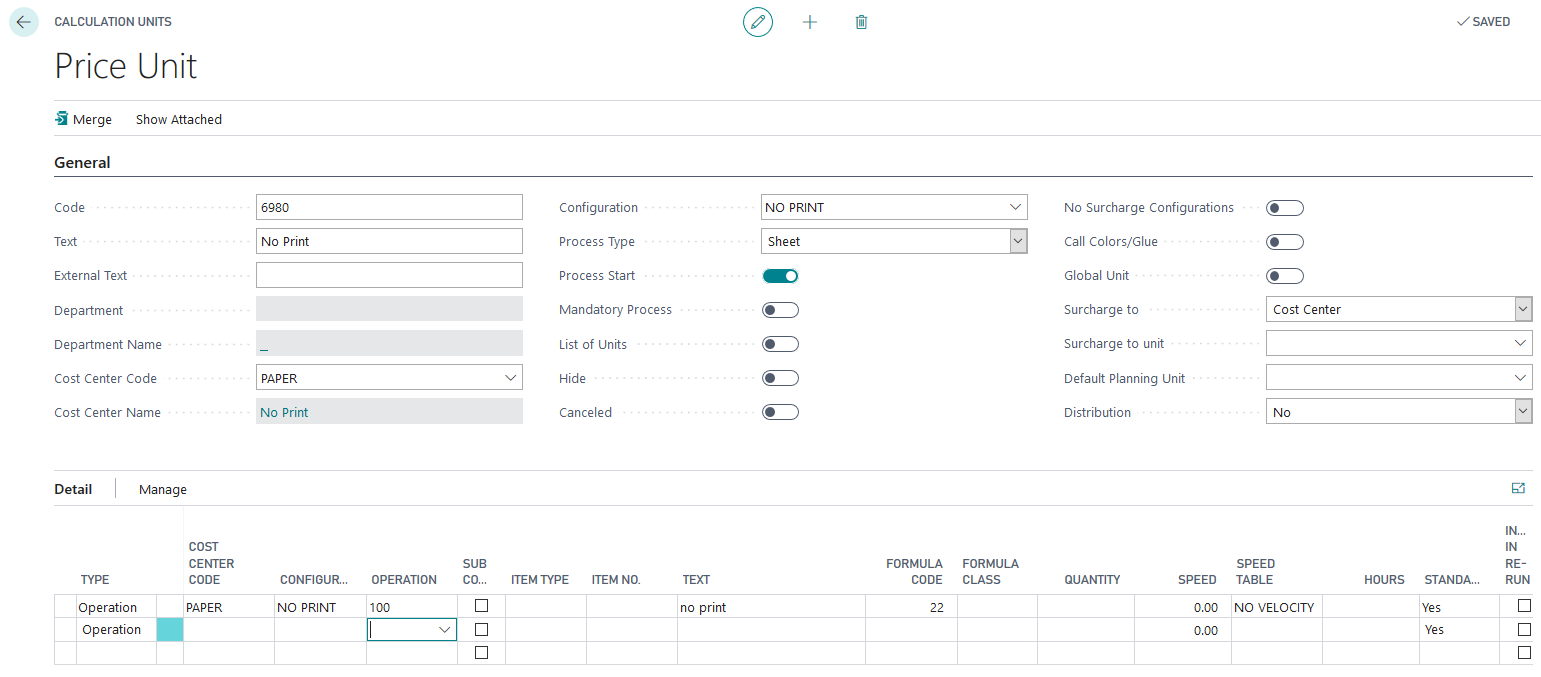 CALCULATION UNITS
SAVED
Price Unit
Merge Show Attached
General
Code 6980 Configuration NO PRINT No Surcharge Configurations
Text No Print Process Type Sheet Call Colors/Glue
External Text Process Start Global Unit
Department Mandatory Process Surcharge to Cost Center
Department Name _ List of Units Surcharge to unit
Cost Center Code PAPER Hide Default Planning Unit
Cost Center Name No Print Canceled Distribution No
Detail Manage
TYPE COST CENTER CODE CONFIGUR... OPERATION SUB CO... ITEM TYPE ITEM NO. TEXT FORMULA CODE FORMULA CLASS QUANTITY SPEED SPEED TABLE HOURS STANDA... IN... IN RE-RUN
Operation PAPER NO PRINT 100 no print 22 0.00 NO VELOCITY Yes
Operation 0.00 Yes